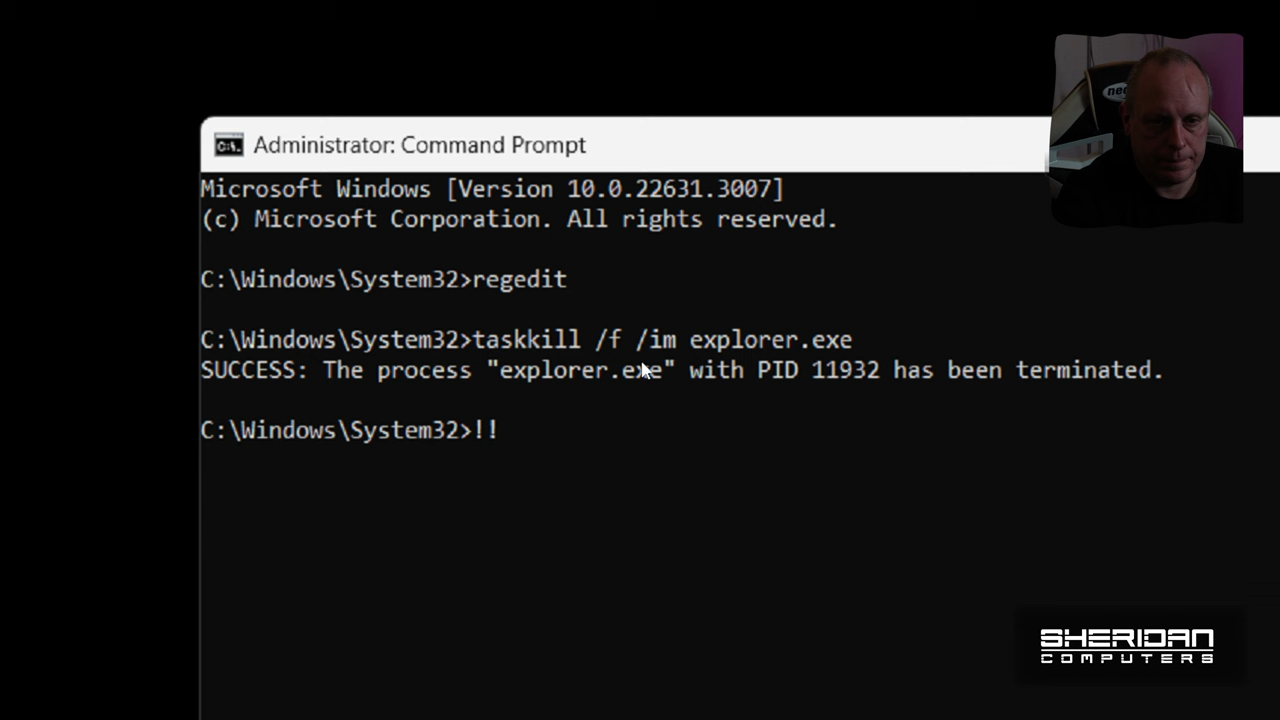 nec
Administrator: Command Prompt
Microsoft Windows [Version 10.0.22631.3007]
(c) Microsoft Corporation. All rights reserved.
C:\Windows\System32>regedit
C:\Windows\System32>taskkill /f /im explorer.exe
SUCCESS: The process "explorer.exe" with PID 11932 has been terminated.
C:\Windows\System32>!!
SHERIDAN
COMPUTERS